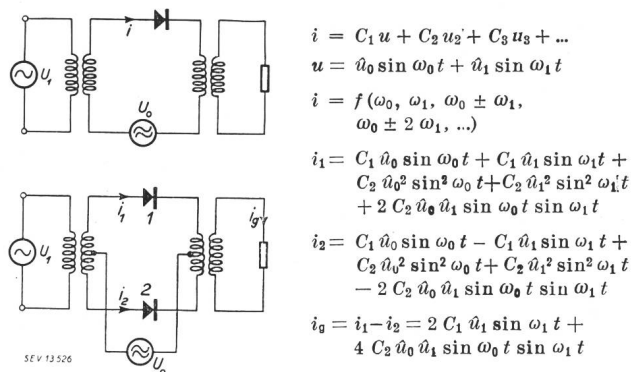 i
U₁
U₀
i = C₁ u + C₂ u₂ + C₃ u₃ + ...
u = û₀ sin ω₀ t + û₁ sin ω₁ t
i = f (ω₀, ω₁, ω₀ ± ω₁,
ω₀ ± 2 ω₁, ...)
i₁ = C₁ û₀ sin ω₀ t + C₁ û₁ sin ω₁ t +
C₂ û₀² sin² ω₀ t + C₂ û₁² sin² ω₁ t
+ 2 C₂ û₀ û₁ sin ω₀ t sin ω₁ t
i₁
1
i_g
U₁
i₂
2
U₀
i₂ = C₁ û₀ sin ω₀ t − C₁ û₁ sin ω₁ t +
C₂ û₀² sin² ω₀ t + C₂ û₁² sin² ω₁ t
− 2 C₂ û₀ û₁ sin ω₀ t sin ω₁ t
i_g = i₁−i₂ = 2 C₁ û₁ sin ω₁ t +
4 C₂ û₀ û₁ sin ω₀ t sin ω₁ t
SEV 13526